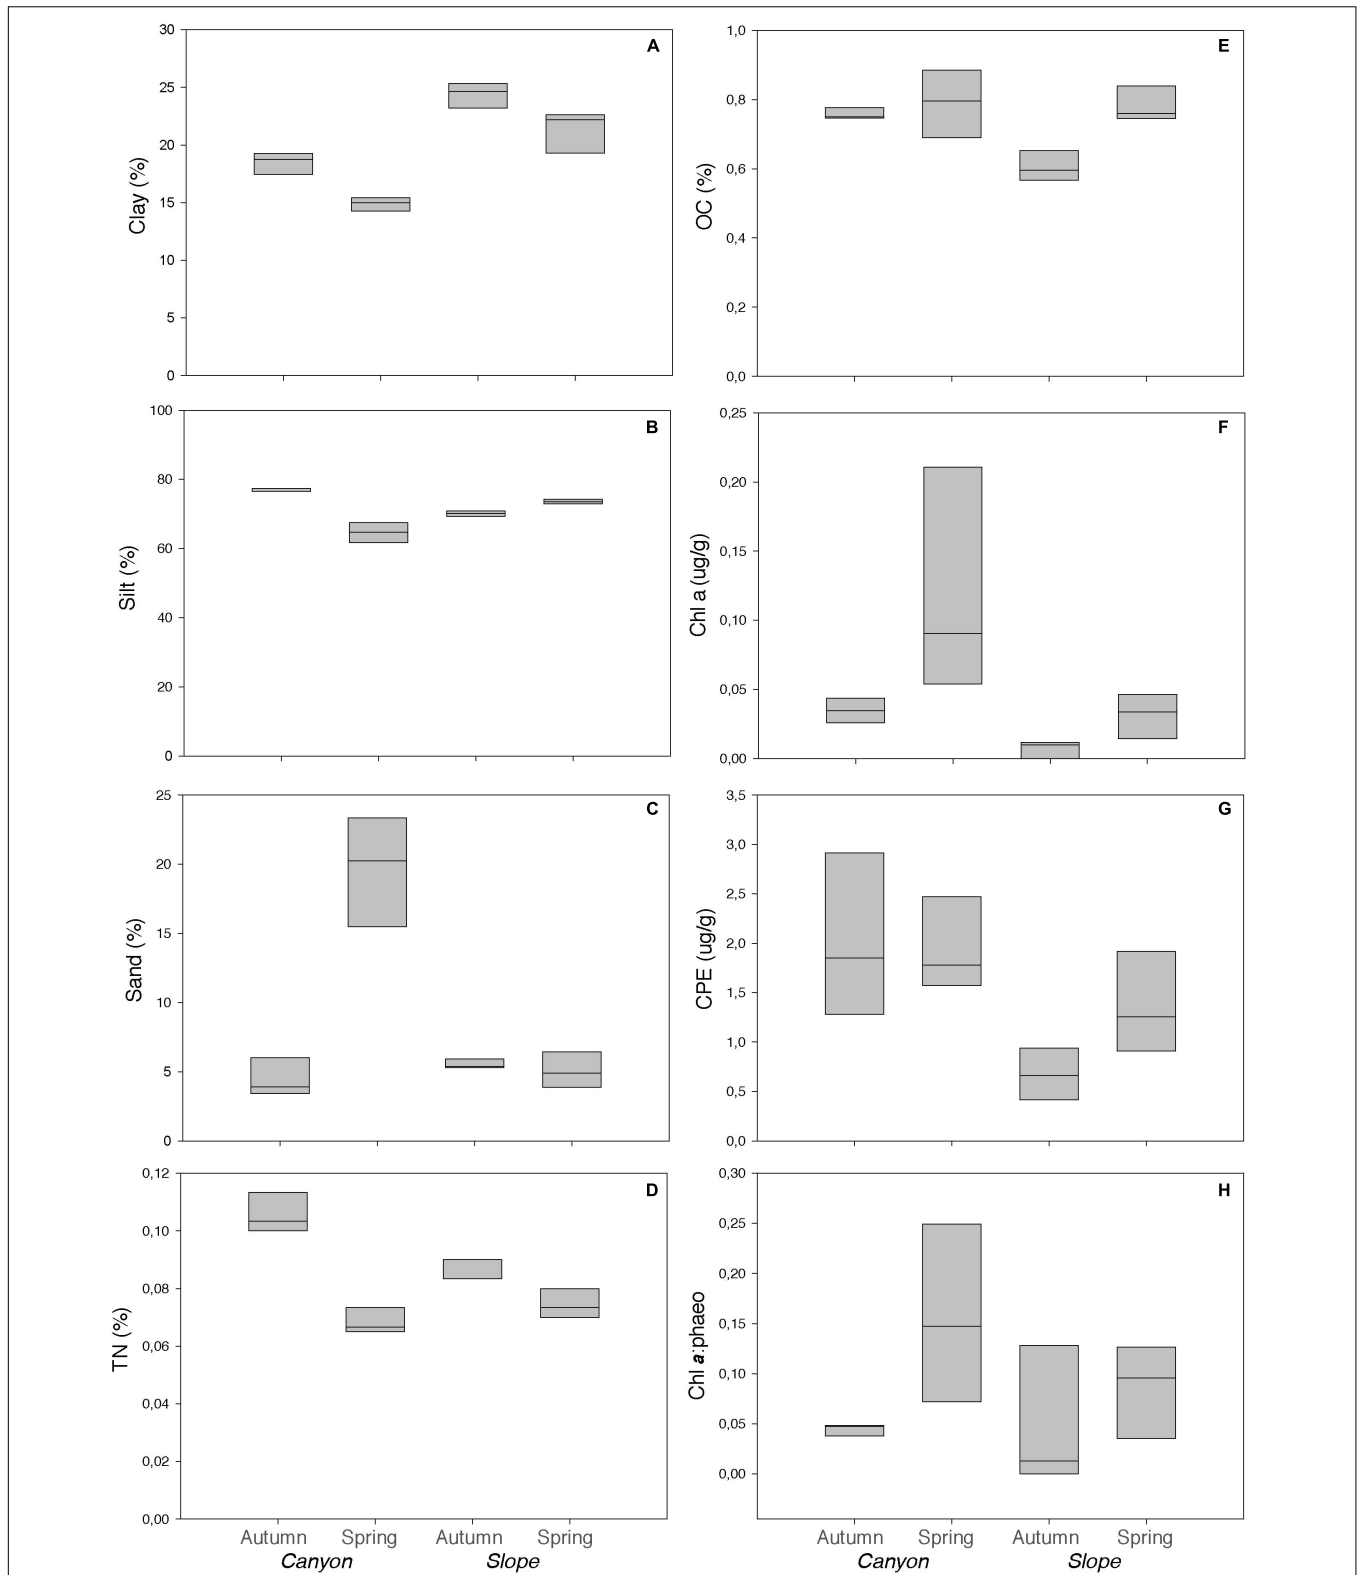 A
30
25
20
15
10
5
0
Clay (%)
E
1,0
0,8
0,6
0,4
0,2
0,0
OC (%)
B
100
80
60
40
20
0
Silt (%)
F
0,25
0,20
0,15
0,10
0,05
0,00
Chl a (ug/g)
C
25
20
15
10
5
0
Sand (%)
G
3,5
3,0
2,5
2,0
1,5
1,0
0,5
0,0
CPE (ug/g)
D
0,12
0,10
0,08
0,06
0,04
0,02
0,00
TN (%)
Autumn Spring Autumn Spring
Canyon Slope
H
0,30
0,25
0,20
0,15
0,10
0,05
0,00
Chl a:phaeo
Autumn Spring Autumn Spring
Canyon Slope